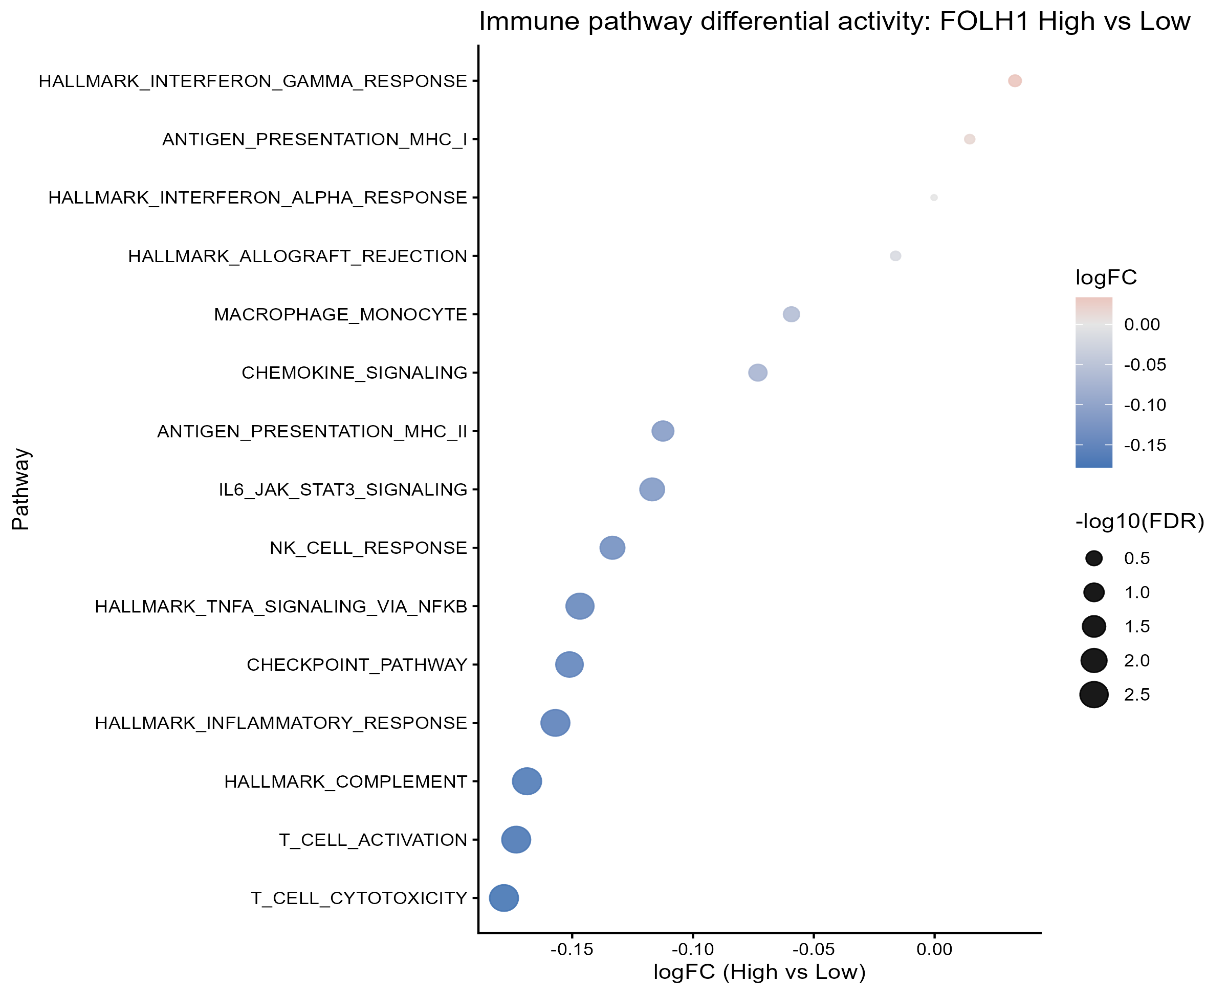 Immune pathway differential activity: FOLH1 High vs Low
HALLMARK_INTERFERON_GAMMA_RESPONSE
ANTIGEN_PRESENTATION_MHC_I
HALLMARK_INTERFERON_ALPHA_RESPONSE
HALLMARK_ALLOGRAFT_REJECTION
MACROPHAGE_MONOCYTE
CHEMOKINE_SIGNALING
ANTIGEN_PRESENTATION_MHC_II
IL6_JAK_STAT3_SIGNALING
NK_CELL_RESPONSE
HALLMARK_TNFA_SIGNALING_VIA_NFKB
CHECKPOINT_PATHWAY
HALLMARK_INFLAMMATORY_RESPONSE
HALLMARK_COMPLEMENT
T_CELL_ACTIVATION
T_CELL_CYTOTOXICITY
Pathway
-0.15 -0.10 -0.05 0.00
logFC (High vs Low)
logFC
0.00
-0.05
-0.10
-0.15
-log10(FDR)
0.5
1.0
1.5
2.0
2.5